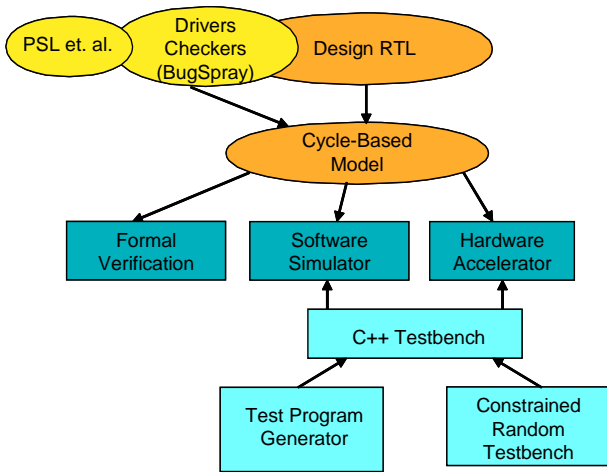 PSL et. al.
Drivers
Checkers
(BugSpray)
Design RTL
Cycle-Based
Model
Formal
Verification
Software
Simulator
Hardware
Accelerator
C++ Testbench
Test Program
Generator
Constrained
Random
Testbench